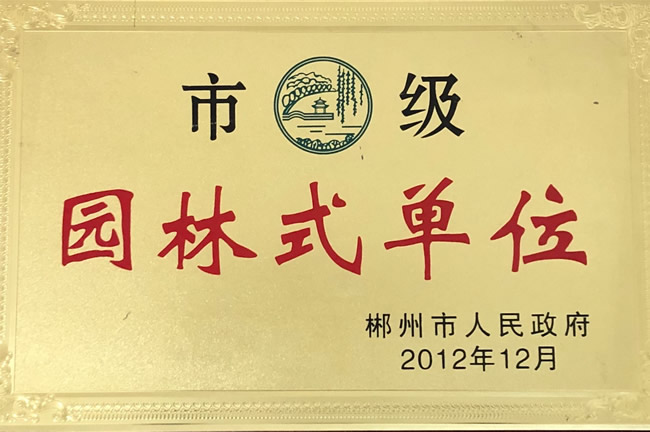 市级
园林式单位
郴州市人民政府
2012年12月